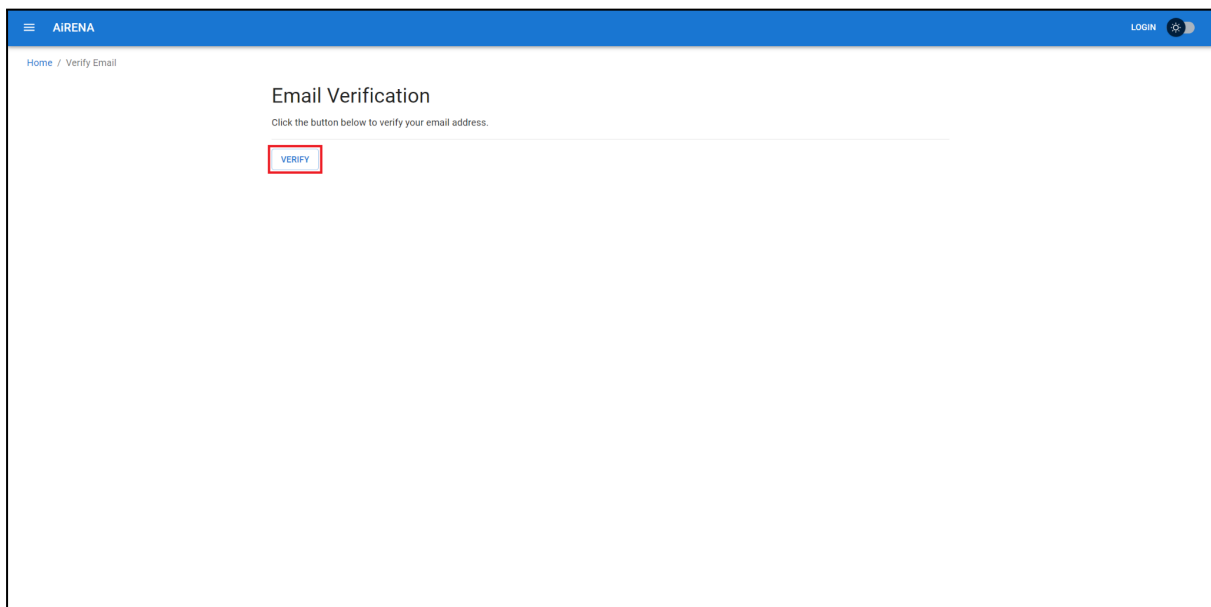 AiRENA
LOGIN
Home / Verify Email
Email Verification
Click the button below to verify your email address.
VERIFY